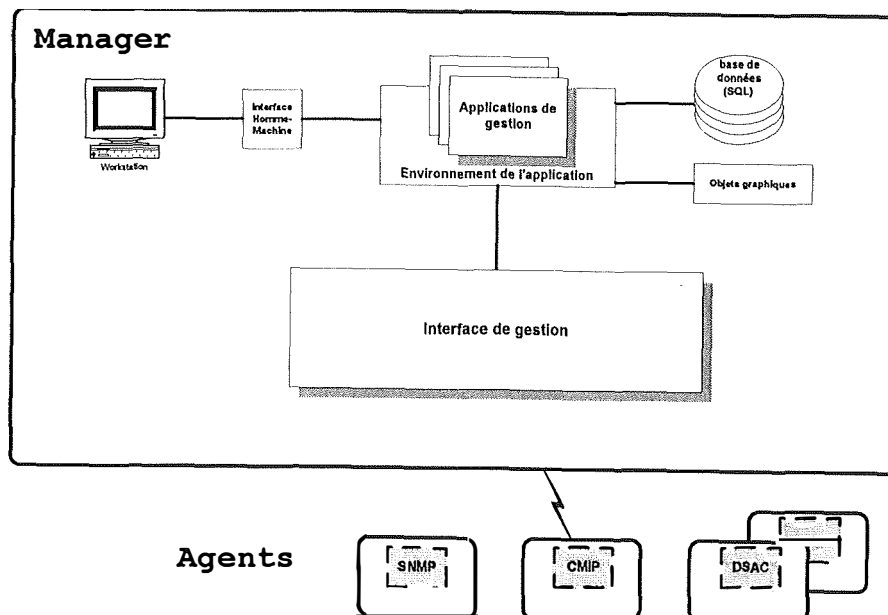 Manager
Interface
Homme-
Machine
Workstation
Applications de
gestion
Environnement de l'application
base de
données
(SQL)
Objets graphiques
Interface de gestion
Agents
SNMP
CMIP
DSAC